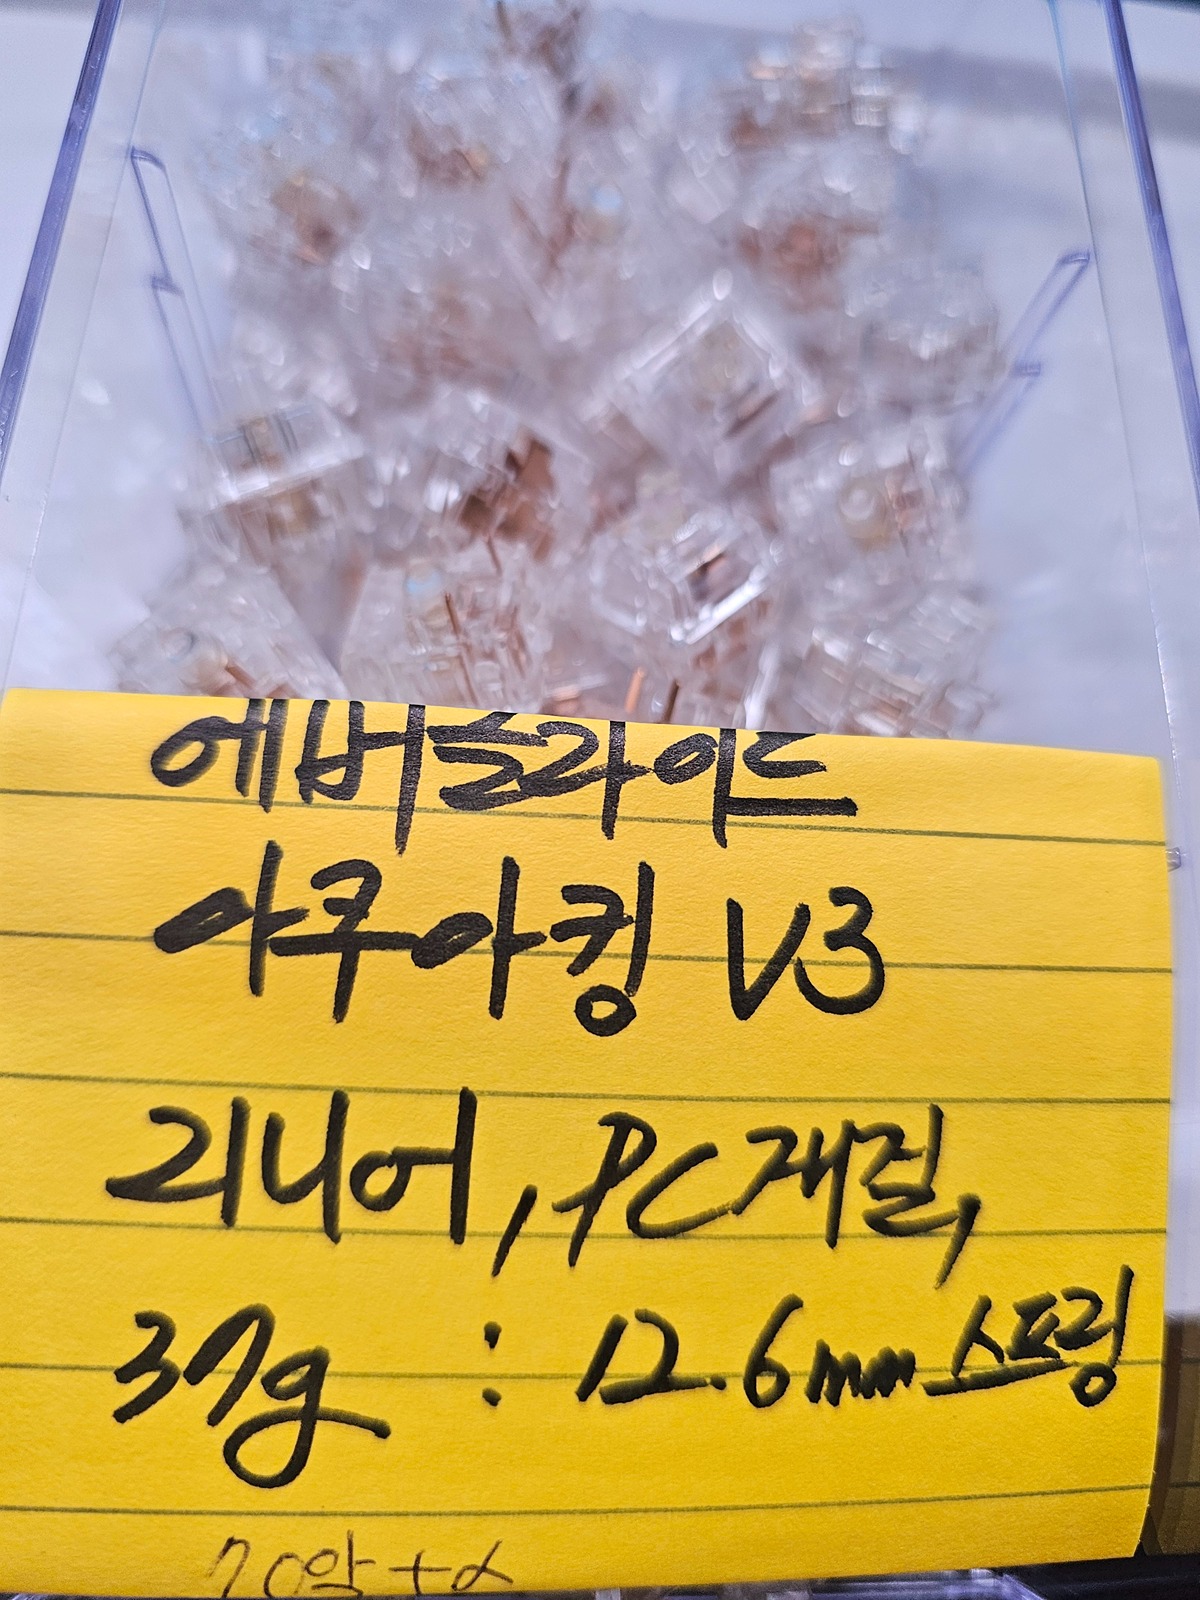 에버슬라이드
아쿠아킹 V3
리니어, PC재질,
37g : 12.6mm 스프링
70알 +α